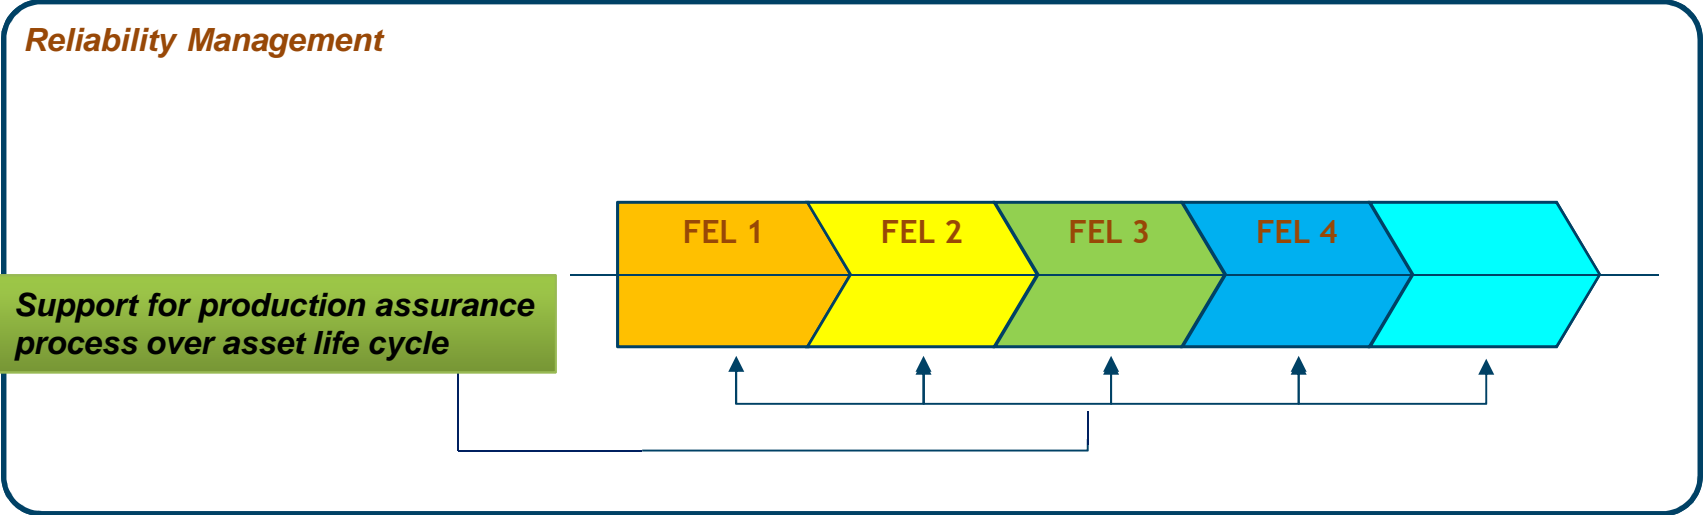 Reliability Management
FEL 1 FEL 2 FEL 3 FEL 4
Support for production assurance
process over asset life cycle